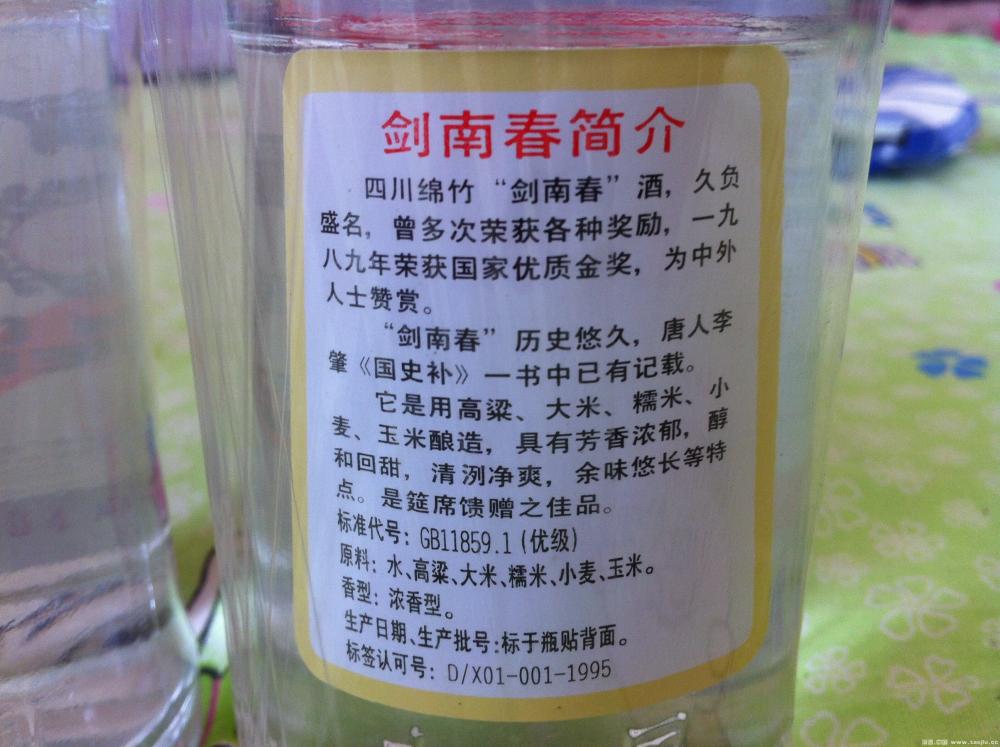 剑南春简介
四川绵竹“剑南春”酒，久负
盛名，曾多次荣获各种奖励，一九
八九年荣获国家优质金奖，为中外
人士赞赏。
“剑南春”历史悠久，唐人李
肇《国史补》一书中已有记载。
它是用高粱、大米、糯米、小
麦、玉米酿造，具有芳香浓郁，醇
和回甜，清洌净爽，余味悠长等特
点。是筵席馈赠之佳品。
标准代号：GB11859.1(优级)
原料：水、高粱、大米、糯米、小麦、玉米。
香型：浓香型。
生产日期、生产批号：标于瓶贴背面。
标签认可号：D/X01-001-1995